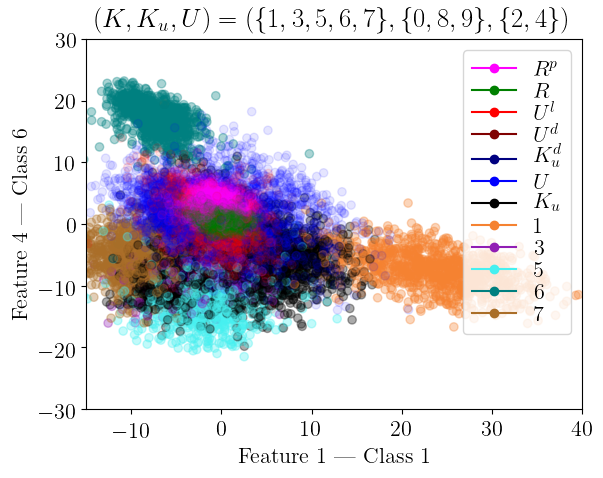 (K, K_u, U) = ({1, 3, 5, 6, 7}, {0, 8, 9}, {2, 4})
30
20
10
0
−10
−20
−30
Feature 4 — Class 6
R^p
R
U^l
U^d
K_u^d
U
K_u
1
3
5
6
7
−10
0
10
20
30
40
Feature 1 — Class 1